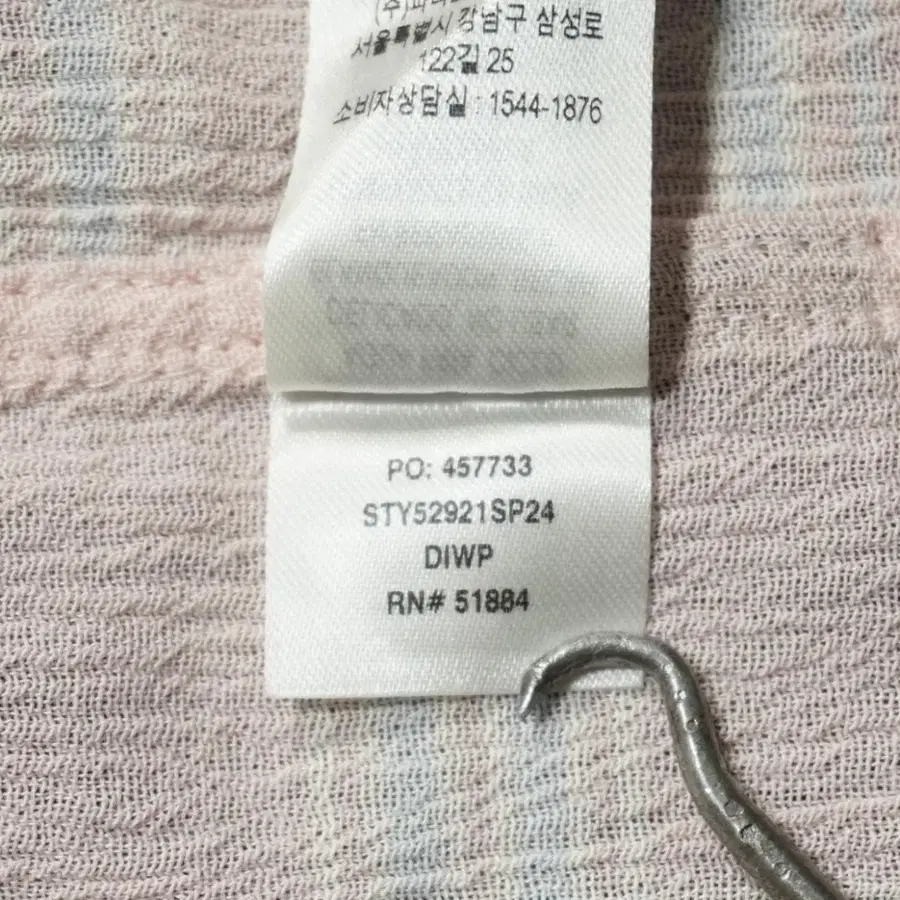 서울특별시 강남구 삼성로
122길 25
소비자상담실 : 1544-1876
PO: 457733
STY52921SP24
DIWP
RN# 51884